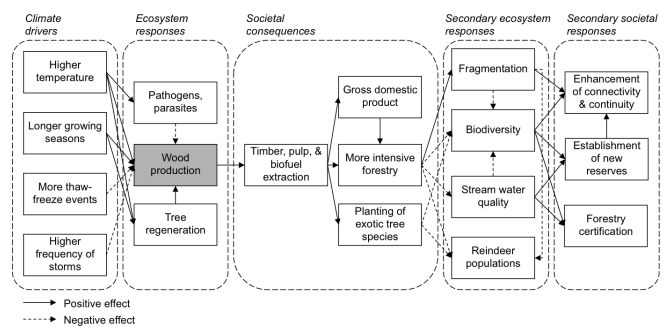 Climate
drivers
Ecosystem
responses
Societal
consequences
Secondary ecosystem
responses
Secondary societal
responses
Higher
temperature
Longer growing
seasons
More thaw-
freeze events
Higher
frequency of
storms
Pathogens,
parasites
Wood
production
Tree
regeneration
Timber, pulp, &
biofuel
extraction
Gross domestic
product
More intensive
forestry
Planting of
exotic tree
species
Fragmentation
Biodiversity
Stream water
quality
Reindeer
populations
Enhancement
of connectivity
& continuity
Establishment
of new
reserves
Forestry
certification
Positive effect
Negative effect